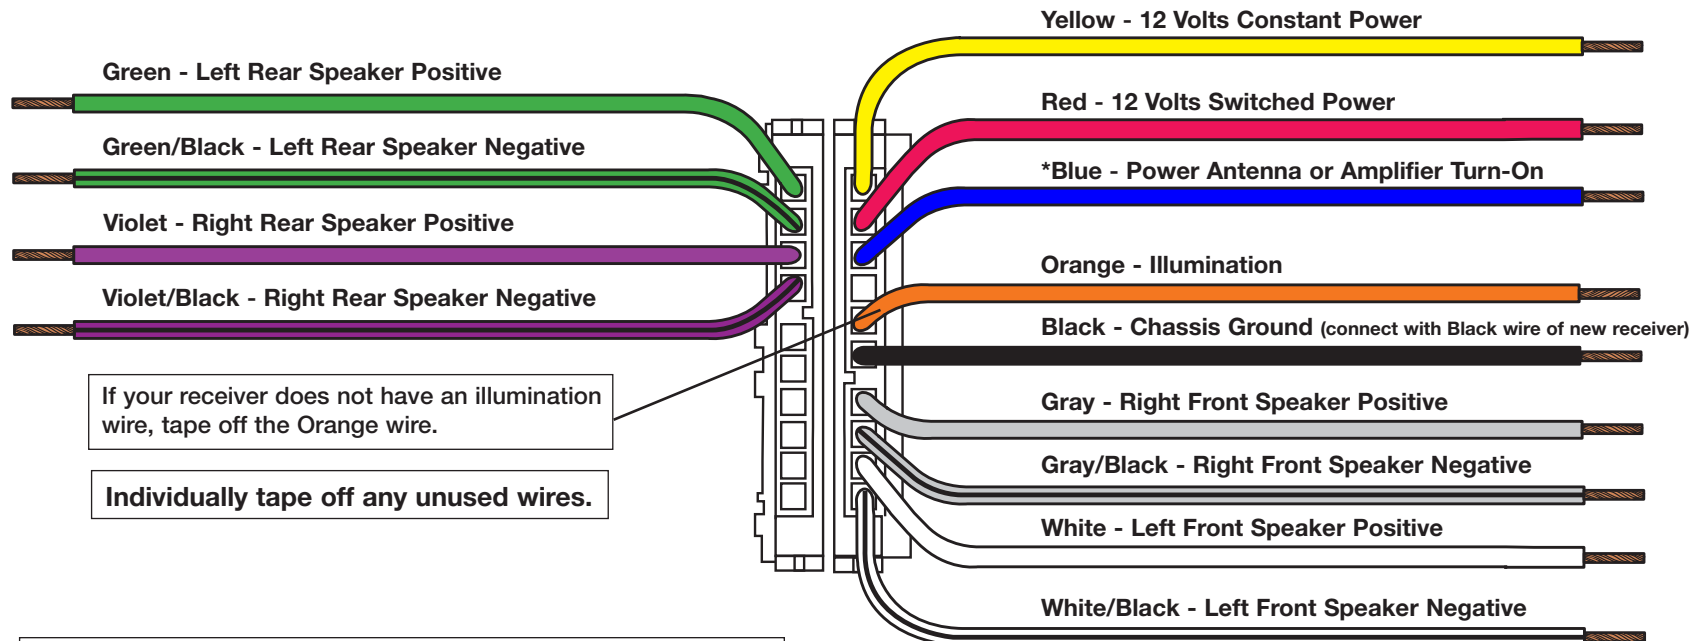 Green - Left Rear Speaker Positive
Green/Black - Left Rear Speaker Negative
Violet - Right Rear Speaker Positive
Violet/Black - Right Rear Speaker Negative
If your receiver does not have an illumination
wire, tape off the Orange wire.
Individually tape off any unused wires.
Yellow - 12 Volts Constant Power
Red - 12 Volts Switched Power
*Blue - Power Antenna or Amplifier Turn-On
Orange - Illumination
Black - Chassis Ground (connect with Black wire of new receiver)
Gray - Right Front Speaker Positive
Gray/Black - Right Front Speaker Negative
White - Left Front Speaker Positive
White/Black - Left Front Speaker Negative